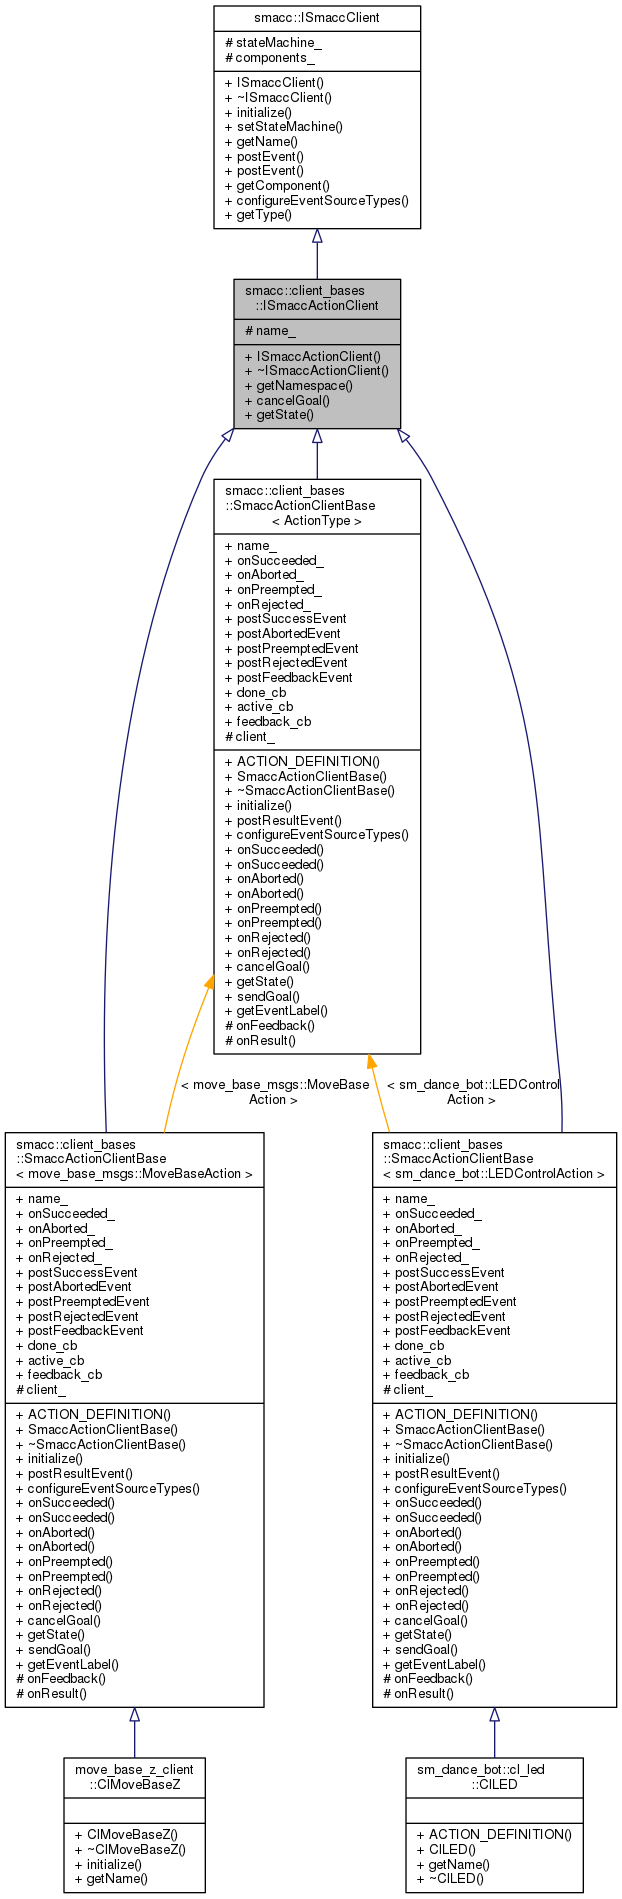 smacc::ISmaccClient
# stateMachine_
# components_
+ ISmaccClient()
+ ~ISmaccClient()
+ initialize()
+ setStateMachine()
+ getName()
+ postEvent()
+ postEvent()
+ getComponent()
+ configureEventSourceTypes()
+ getType()
smacc::client_bases
::ISmaccActionClient
# name_
+ ISmaccActionClient()
+ ~ISmaccActionClient()
+ getNamespace()
+ cancelGoal()
+ getState()
smacc::client_bases
::SmaccActionClientBase
< ActionType >
+ name_
+ onSucceeded_
+ onAborted_
+ onPreempted_
+ onRejected_
+ postSuccessEvent
+ postAbortedEvent
+ postPreemptedEvent
+ postRejectedEvent
+ postFeedbackEvent
+ done_cb
+ active_cb
+ feedback_cb
# client_
+ ACTION_DEFINITION()
+ SmaccActionClientBase()
+ ~SmaccActionClientBase()
+ initialize()
+ postResultEvent()
+ configureEventSourceTypes()
+ onSucceeded()
+ onSucceeded()
+ onAborted()
+ onAborted()
+ onPreempted()
+ onPreempted()
+ onRejected()
+ onRejected()
+ cancelGoal()
+ getState()
+ sendGoal()
+ getEventLabel()
# onFeedback()
# onResult()
< move_base_msgs::MoveBase
Action >
< sm_dance_bot::LEDControl
Action >
smacc::client_bases
::SmaccActionClientBase
< move_base_msgs::MoveBaseAction >
+ name_
+ onSucceeded_
+ onAborted_
+ onPreempted_
+ onRejected_
+ postSuccessEvent
+ postAbortedEvent
+ postPreemptedEvent
+ postRejectedEvent
+ postFeedbackEvent
+ done_cb
+ active_cb
+ feedback_cb
# client_
+ ACTION_DEFINITION()
+ SmaccActionClientBase()
+ ~SmaccActionClientBase()
+ initialize()
+ postResultEvent()
+ configureEventSourceTypes()
+ onSucceeded()
+ onSucceeded()
+ onAborted()
+ onAborted()
+ onPreempted()
+ onPreempted()
+ onRejected()
+ onRejected()
+ cancelGoal()
+ getState()
+ sendGoal()
+ getEventLabel()
# onFeedback()
# onResult()
smacc::client_bases
::SmaccActionClientBase
< sm_dance_bot::LEDControlAction >
+ name_
+ onSucceeded_
+ onAborted_
+ onPreempted_
+ onRejected_
+ postSuccessEvent
+ postAbortedEvent
+ postPreemptedEvent
+ postRejectedEvent
+ postFeedbackEvent
+ done_cb
+ active_cb
+ feedback_cb
# client_
+ ACTION_DEFINITION()
+ SmaccActionClientBase()
+ ~SmaccActionClientBase()
+ initialize()
+ postResultEvent()
+ configureEventSourceTypes()
+ onSucceeded()
+ onSucceeded()
+ onAborted()
+ onAborted()
+ onPreempted()
+ onPreempted()
+ onRejected()
+ onRejected()
+ cancelGoal()
+ getState()
+ sendGoal()
+ getEventLabel()
# onFeedback()
# onResult()
move_base_z_client
::ClMoveBaseZ
+ ClMoveBaseZ()
+ ~ClMoveBaseZ()
+ initialize()
+ getName()
sm_dance_bot::cl_led
::ClLED
+ ACTION_DEFINITION()
+ ClLED()
+ getName()
+ ~ClLED()